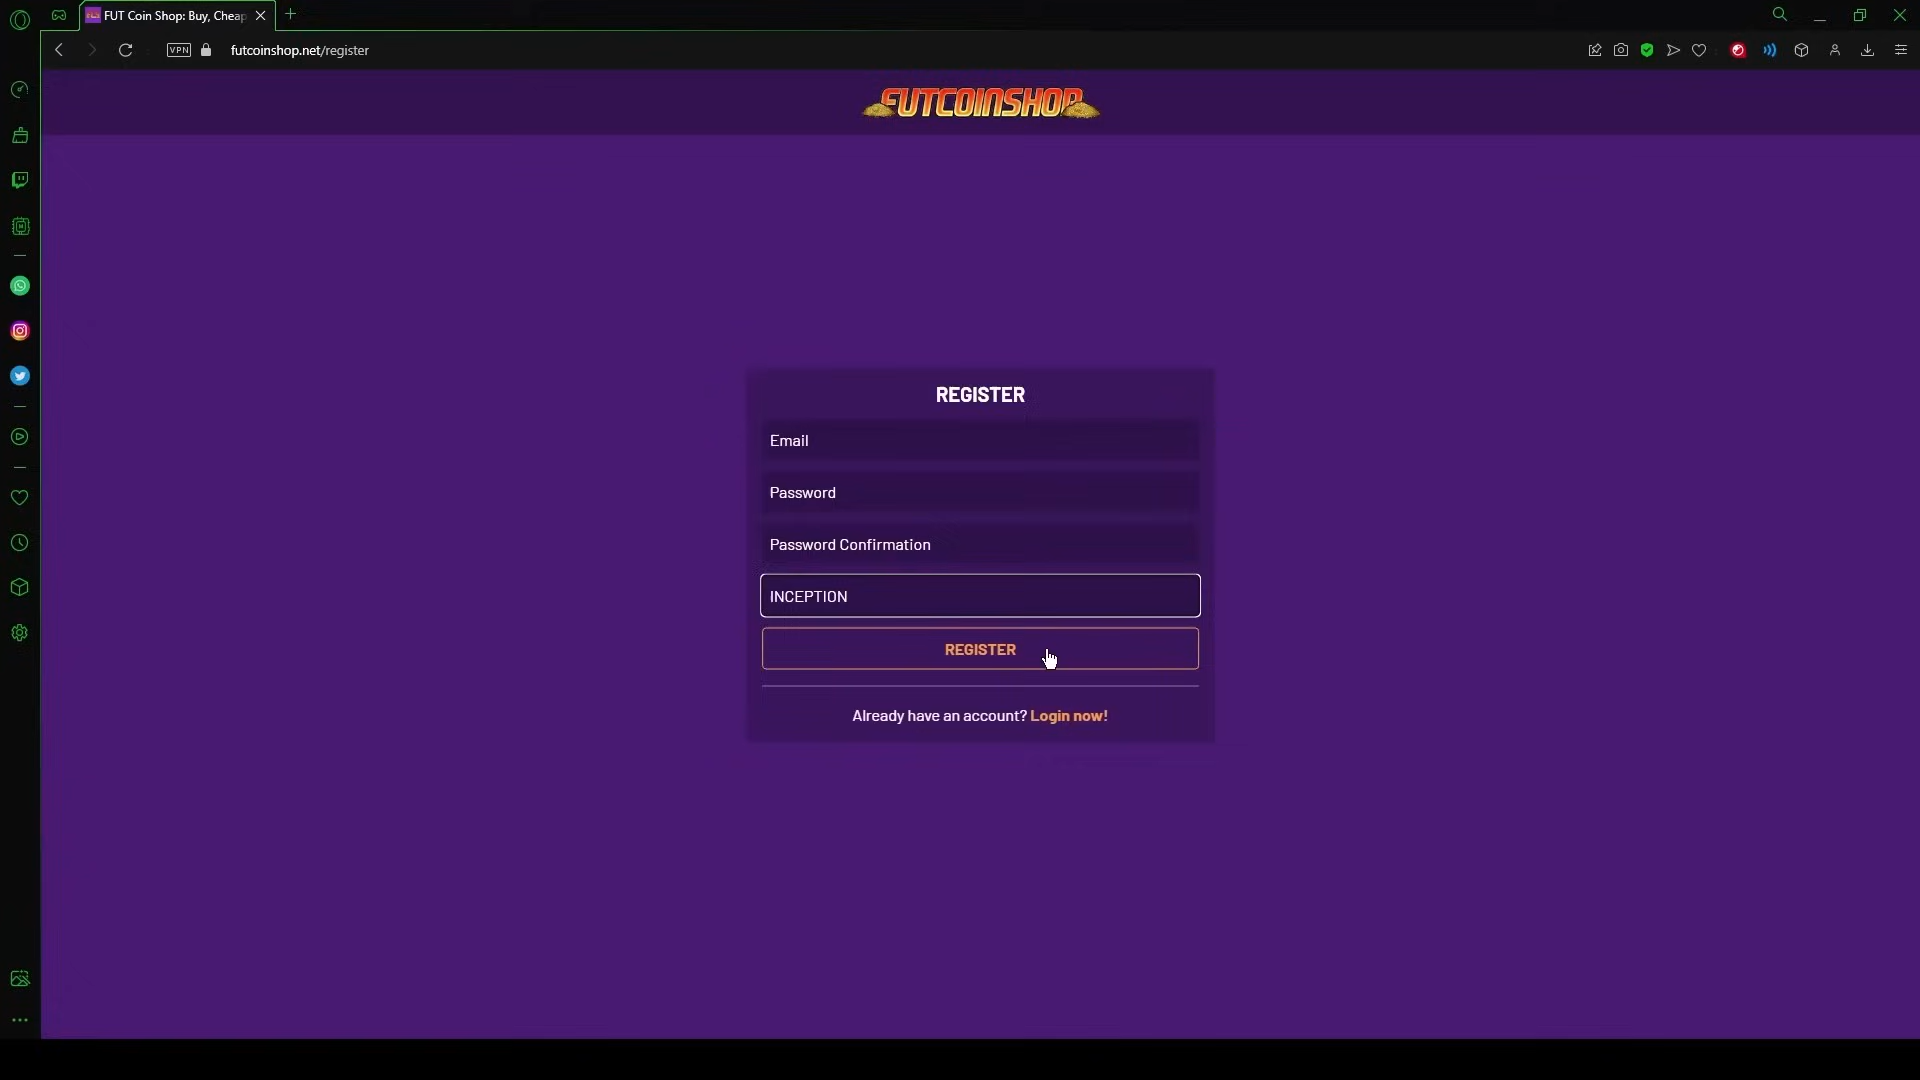 FUT Coin Shop: Buy, Cheap
VPN
futcoinshop.net/register
FUTCOINSHOP
REGISTER
Email
Password
Password Confirmation
INCEPTION
REGISTER
Already have an account? Login now!